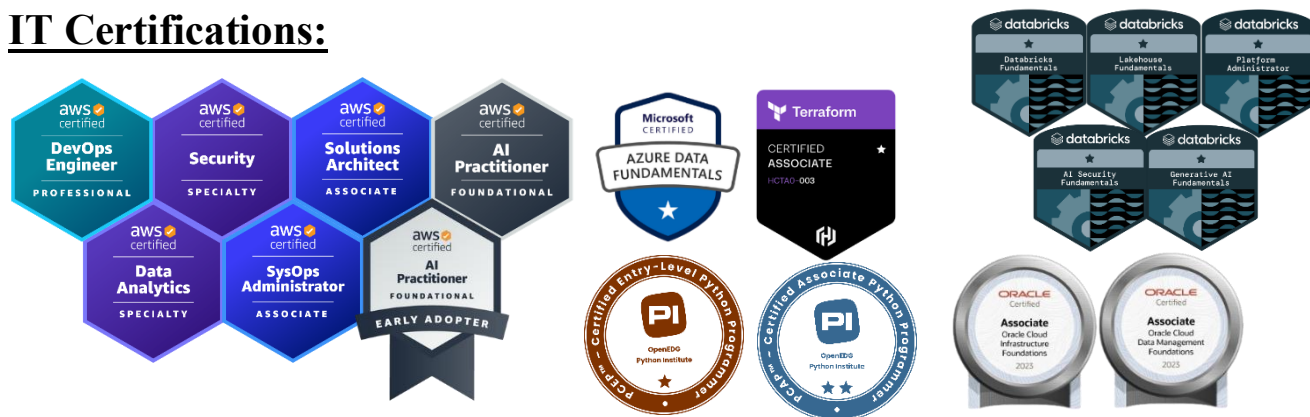 IT Certifications:
aws
certified
DevOps
Engineer
PROFESSIONAL
aws
certified
Security
SPECIALTY
aws
certified
Solutions
Architect
ASSOCIATE
aws
certified
AI
Practitioner
FOUNDATIONAL
aws
certified
Data
Analytics
SPECIALTY
aws
certified
SysOps
Administrator
ASSOCIATE
aws
certified
AI
Practitioner
FOUNDATIONAL
EARLY ADOPTER
Microsoft
CERTIFIED
AZURE DATA
FUNDAMENTALS
Terraform
CERTIFIED
ASSOCIATE
HCTA0-003
PCEP™ – Certified Entry-Level Python Programmer
PI
OpenEDG
Python Institute
PCAP™ – Certified Associate Python Programmer
PI
OpenEDG
Python Institute
databricks
Databricks
Fundamentals
databricks
Lakehouse
Fundamentals
databricks
Platform
Administrator
databricks
AI Security
Fundamentals
databricks
Generative AI
Fundamentals
ORACLE
Certified
Associate
Oracle Cloud
Infrastructure
Foundations
2023
ORACLE
Certified
Associate
Oracle Cloud
Data Management
Foundations
2023